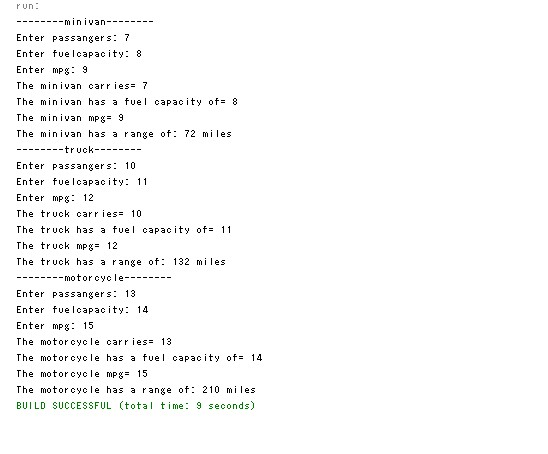 run:
--------minivan--------
Enter passangers: 7
Enter fuelcapacity: 8
Enter mpg: 9
The minivan carries= 7
The minivan has a fuel capacity of= 8
The minivan mpg= 9
The minivan has a range of: 72 miles
--------truck--------
Enter passangers: 10
Enter fuelcapacity: 11
Enter mpg: 12
The truck carries= 10
The truck has a fuel capacity of= 11
The truck mpg= 12
The truck has a range of: 132 miles
--------motorcycle--------
Enter passangers: 13
Enter fuelcapacity: 14
Enter mpg: 15
The motorcycle carries= 13
The motorcycle has a fuel capacity of= 14
The motorcycle mpg= 15
The motorcycle has a range of: 210 miles
BUILD SUCCESSFUL (total time: 9 seconds)